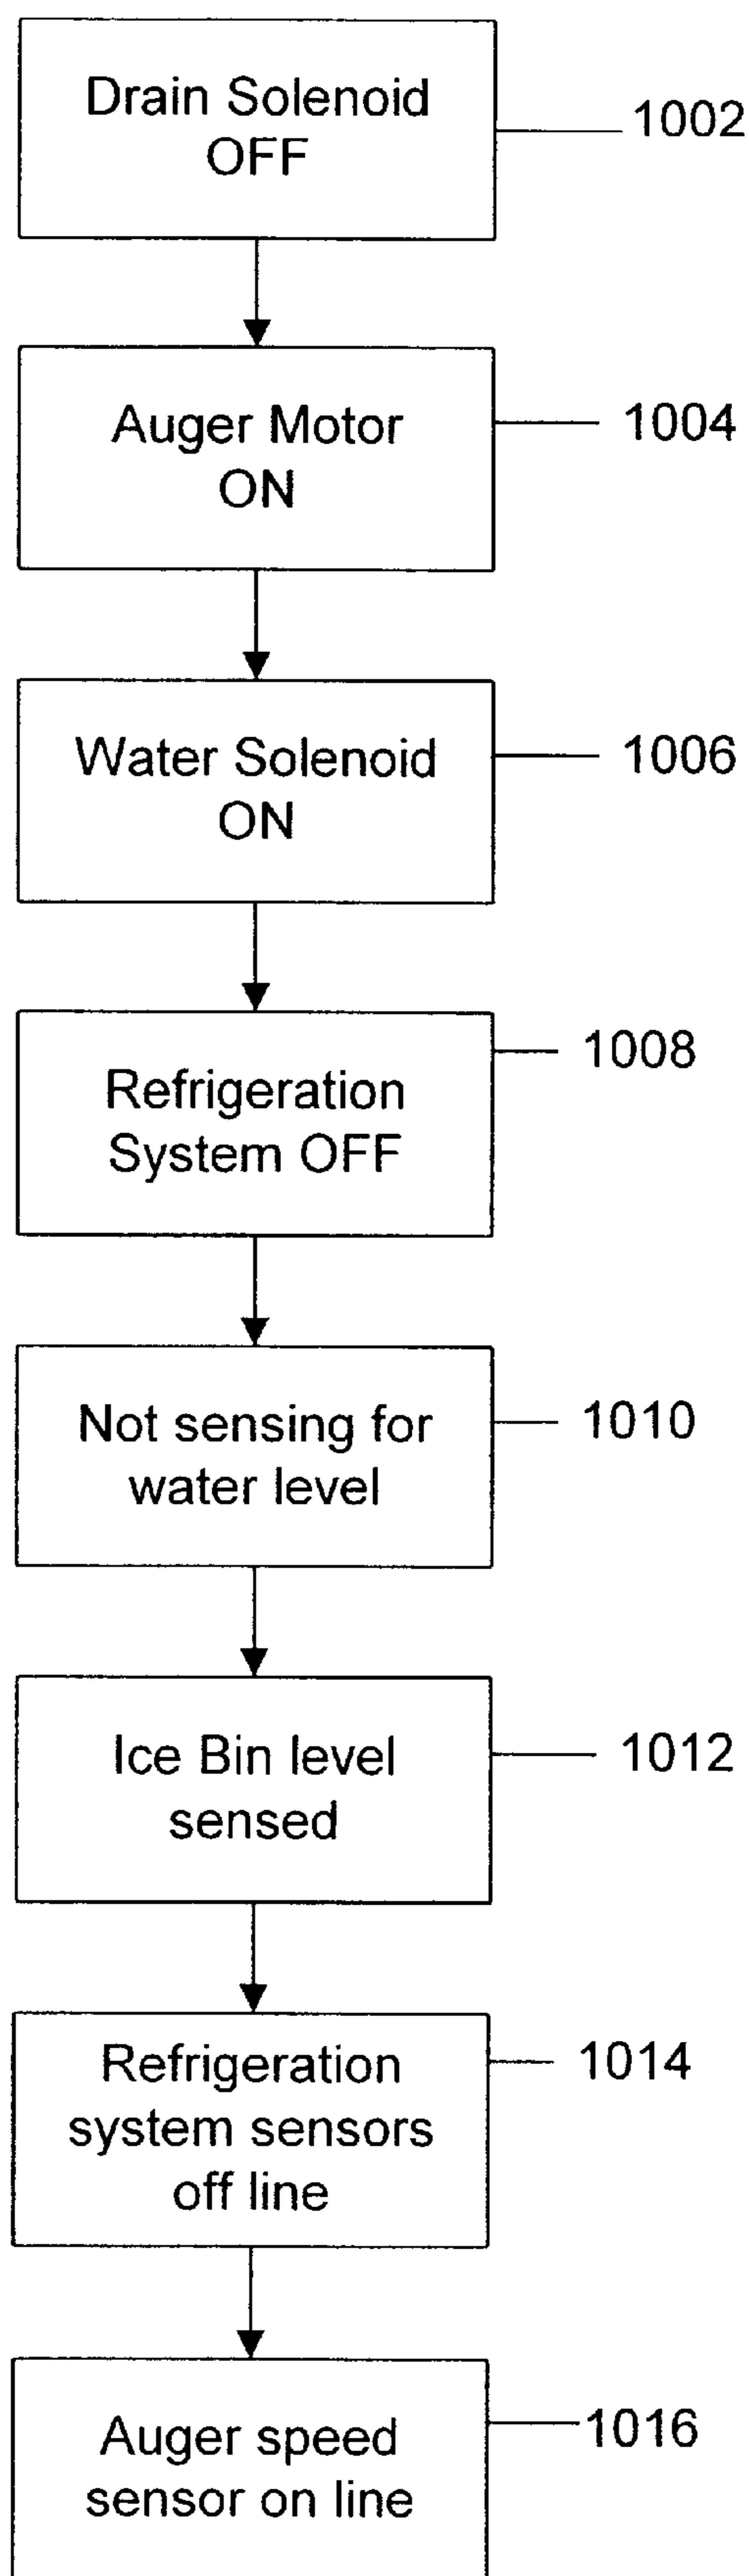 Drain Solenoid
OFF
1002
Auger Motor
ON
1004
Water Solenoid
ON
1006
Refrigeration
System OFF
1008
Not sensing for
water level
1010
Ice Bin level
sensed
1012
Refrigeration
system sensors
off line
1014
Auger speed
sensor on line
1016